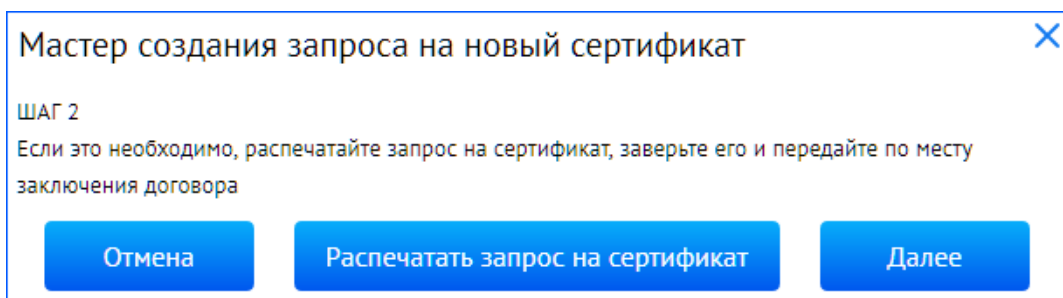 Мастер создания запроса на новый сертификат
ШАГ 2
Если это необходимо, распечатайте запрос на сертификат, заверьте его и передайте по месту
заключения договора
Отмена
Распечатать запрос на сертификат
Далее